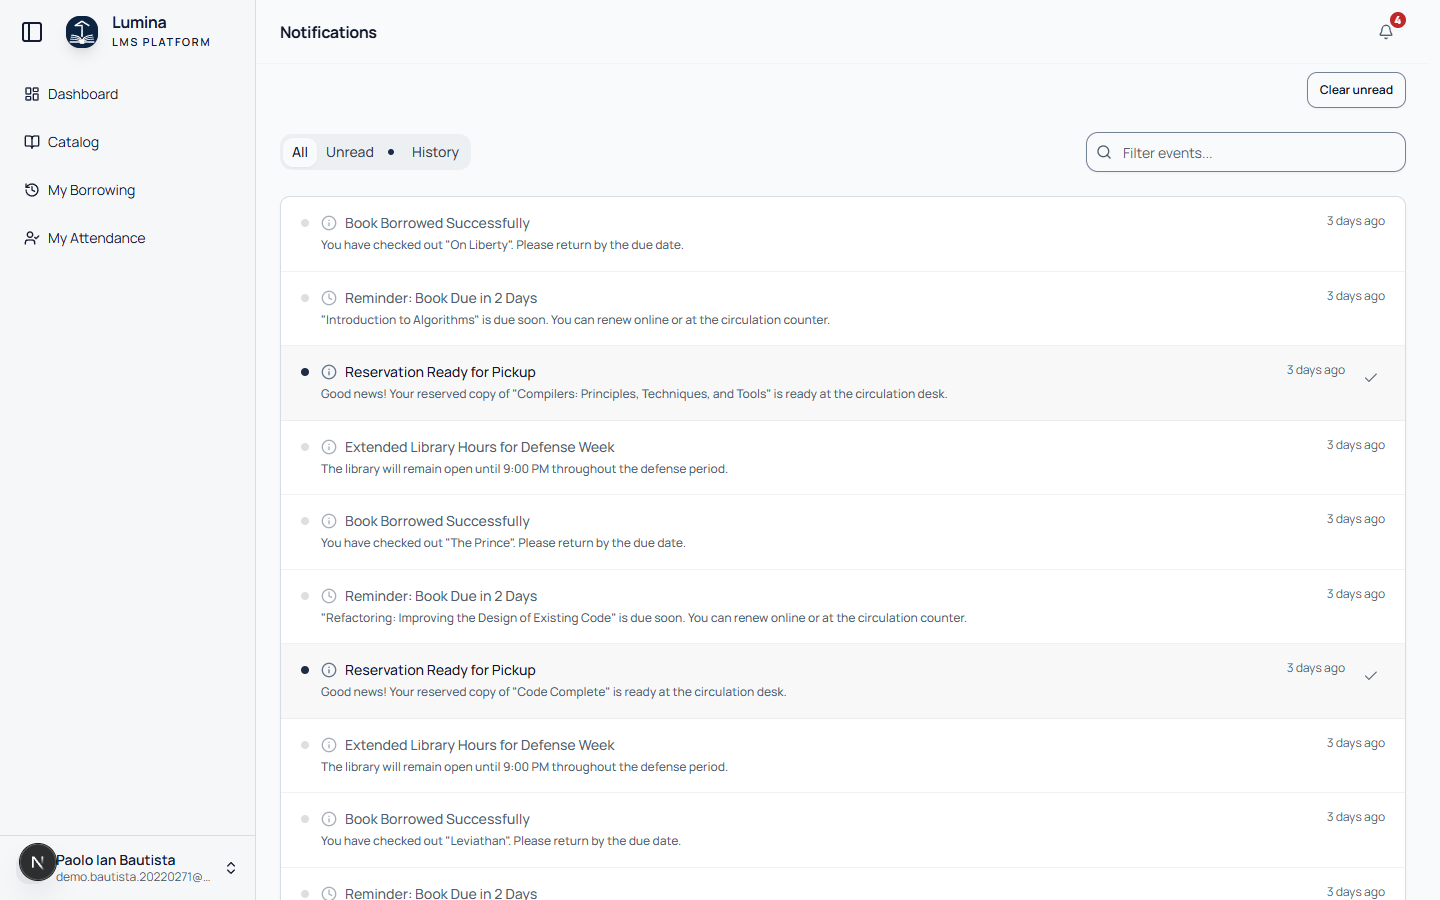 Lumina
LMS PLATFORM
Dashboard
Catalog
My Borrowing
My Attendance
N
Paolo Ian Bautista
demo.bautista.20220271@...
Notifications
4
Clear unread
All
Unread
History
Filter events...
Book Borrowed Successfully
3 days ago
You have checked out "On Liberty". Please return by the due date.
Reminder: Book Due in 2 Days
3 days ago
"Introduction to Algorithms" is due soon. You can renew online or at the circulation counter.
Reservation Ready for Pickup
3 days ago
Good news! Your reserved copy of "Compilers: Principles, Techniques, and Tools" is ready at the circulation desk.
Extended Library Hours for Defense Week
3 days ago
The library will remain open until 9:00 PM throughout the defense period.
Book Borrowed Successfully
3 days ago
You have checked out "The Prince". Please return by the due date.
Reminder: Book Due in 2 Days
3 days ago
"Refactoring: Improving the Design of Existing Code" is due soon. You can renew online or at the circulation counter.
Reservation Ready for Pickup
3 days ago
Good news! Your reserved copy of "Code Complete" is ready at the circulation desk.
Extended Library Hours for Defense Week
3 days ago
The library will remain open until 9:00 PM throughout the defense period.
Book Borrowed Successfully
3 days ago
You have checked out "Leviathan". Please return by the due date.
Reminder: Book Due in 2 Days
3 days ago